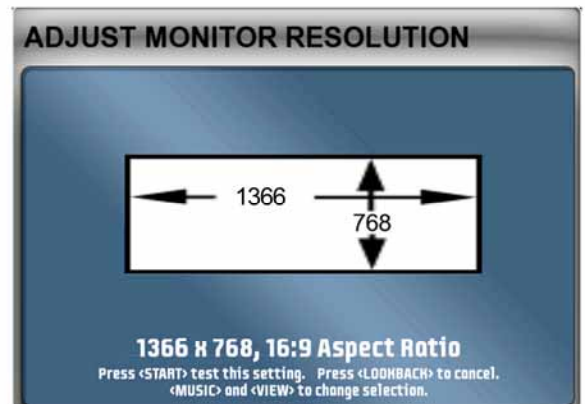 ADJUST MONITOR RESOLUTION
1366
768
1366 x 768, 16:9 Aspect Ratio
Press <START> test this setting. Press <LOOKBACK> to cancel.
<MUSIC> and <VIEW> to change selection.